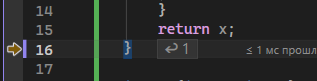 14 }
15 return x;
16 } ↩ 1 ≤ 1 мс прошл
17